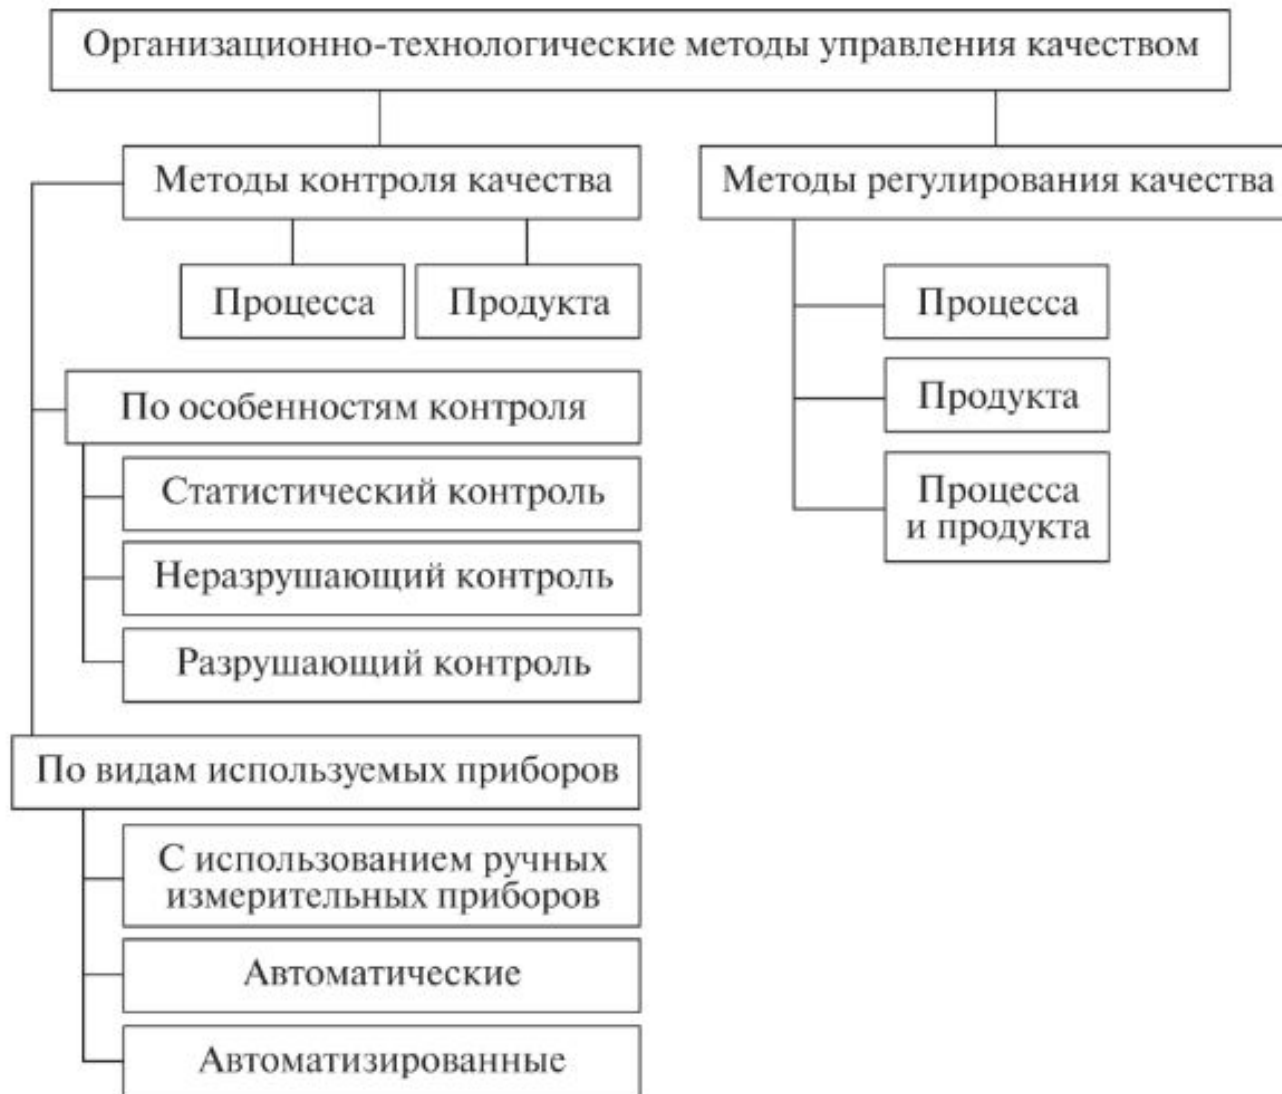 Организационно-технологические методы управления качеством
Методы контроля качества
Процесса
Продукта
По особенностям контроля
Статистический контроль
Неразрушающий контроль
Разрушающий контроль
По видам используемых приборов
С использованием ручных
измерительных приборов
Автоматические
Автоматизированные
Методы регулирования качества
Процесса
Продукта
Процесса
и продукта